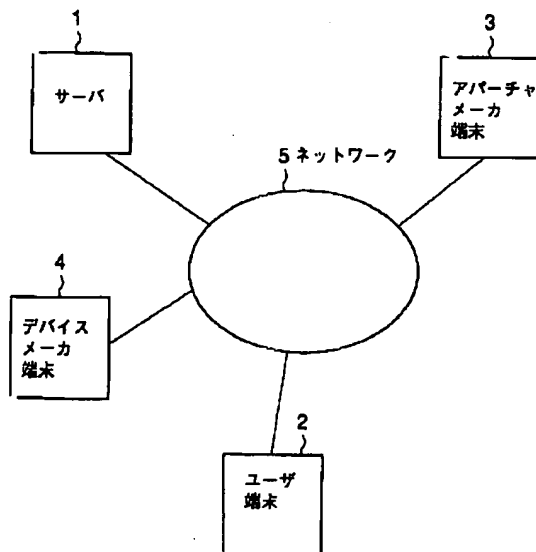 1
サーバ
3
アパーチャ
メーカ
端末
5 ネットワーク
4
デバイス
メーカ
端末
2
ユーザ
端末